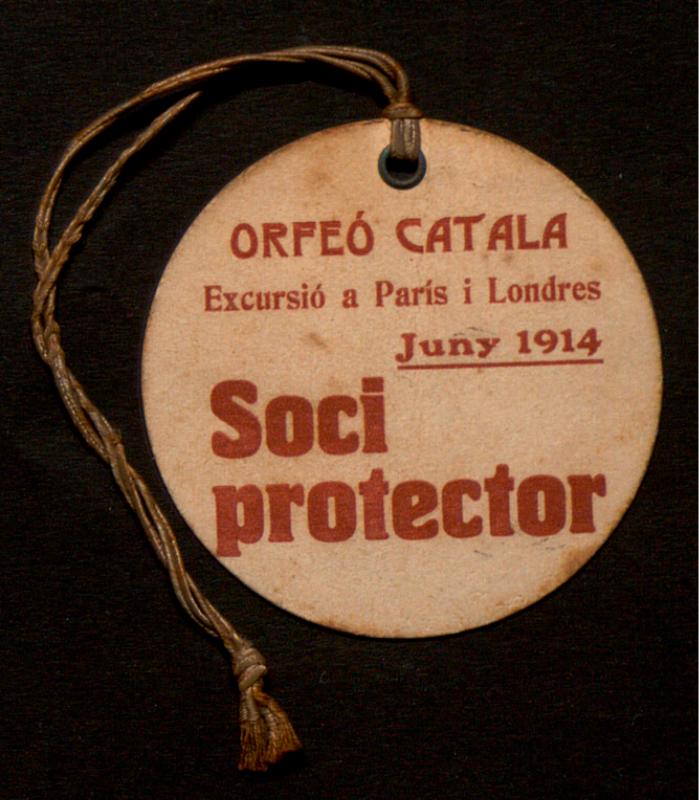 ORFEÓ CATALA
Excursió a París i Londres
Juny 1914
Soci
protector